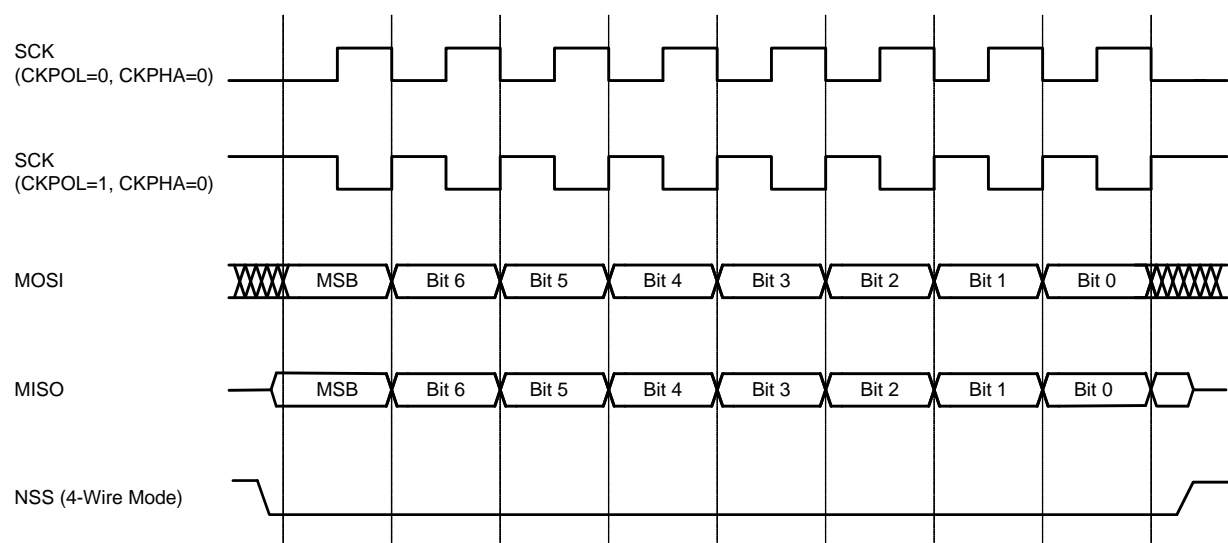 SCK
(CKPOL=0, CKPHA=0)
SCK
(CKPOL=1, CKPHA=0)
MOSI
MSB Bit 6 Bit 5 Bit 4 Bit 3 Bit 2 Bit 1 Bit 0
MISO
MSB Bit 6 Bit 5 Bit 4 Bit 3 Bit 2 Bit 1 Bit 0
NSS (4-Wire Mode)